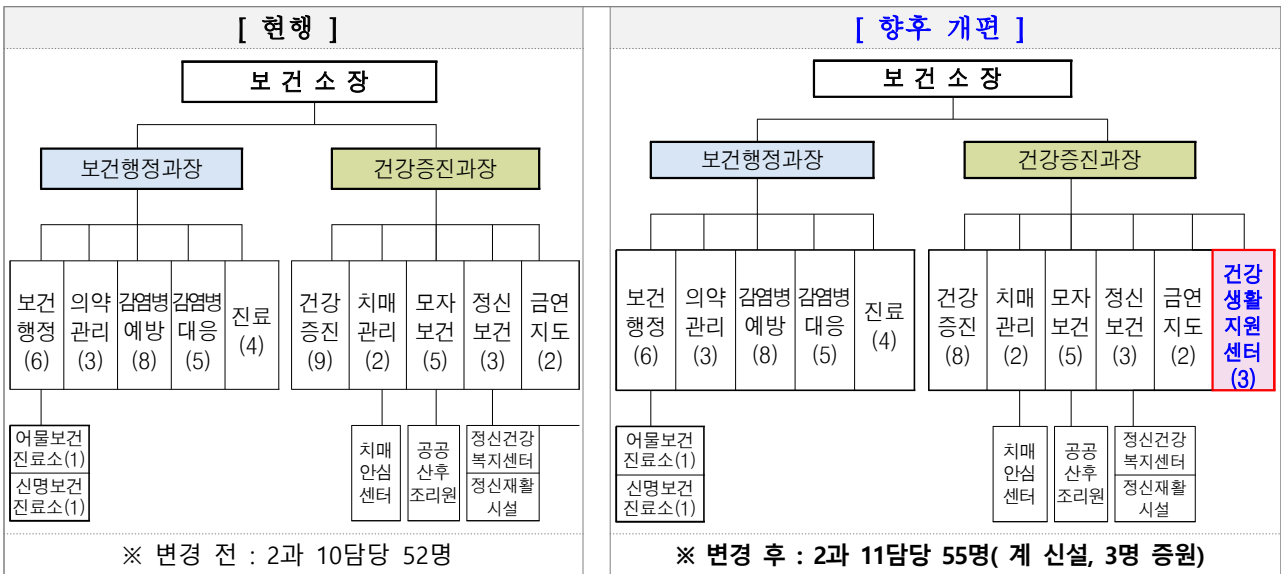 [ 현행 ]
보 건 소 장
보건행정과장
건강증진과장
보건
행정
(6)
의약
관리
(3)
감염병
예방
(8)
감염병
대응
(5)
진료
(4)
건강
증진
(9)
치매
관리
(2)
모자
보건
(5)
정신
보건
(3)
금연
지도
(2)
어물보건
진료소(1)
신명보건
진료소(1)
치매
안심
센터
공공
산후
조리원
정신건강
복지센터
정신재활
시설
※ 변경 전 : 2과 10담당 52명
[ 향후 개편 ]
보 건 소 장
보건행정과장
건강증진과장
보건
행정
(6)
의약
관리
(3)
감염병
예방
(8)
감염병
대응
(5)
진료
(4)
건강
증진
(8)
치매
관리
(2)
모자
보건
(5)
정신
보건
(3)
금연
지도
(2)
건강
생활
지원
센터
(3)
어물보건
진료소(1)
신명보건
진료소(1)
치매
안심
센터
공공
산후
조리원
정신건강
복지센터
정신재활
시설
※ 변경 후 : 2과 11담당 55명( 계 신설, 3명 증원)